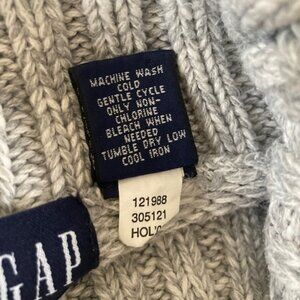 MACHINE WASH
COLD
GENTLE CYCLE
ONLY NON-
CHLORINE
BLEACH WHEN
NEEDED
TUMBLE DRY LOW
COOL IRON
121988
305121
GAP